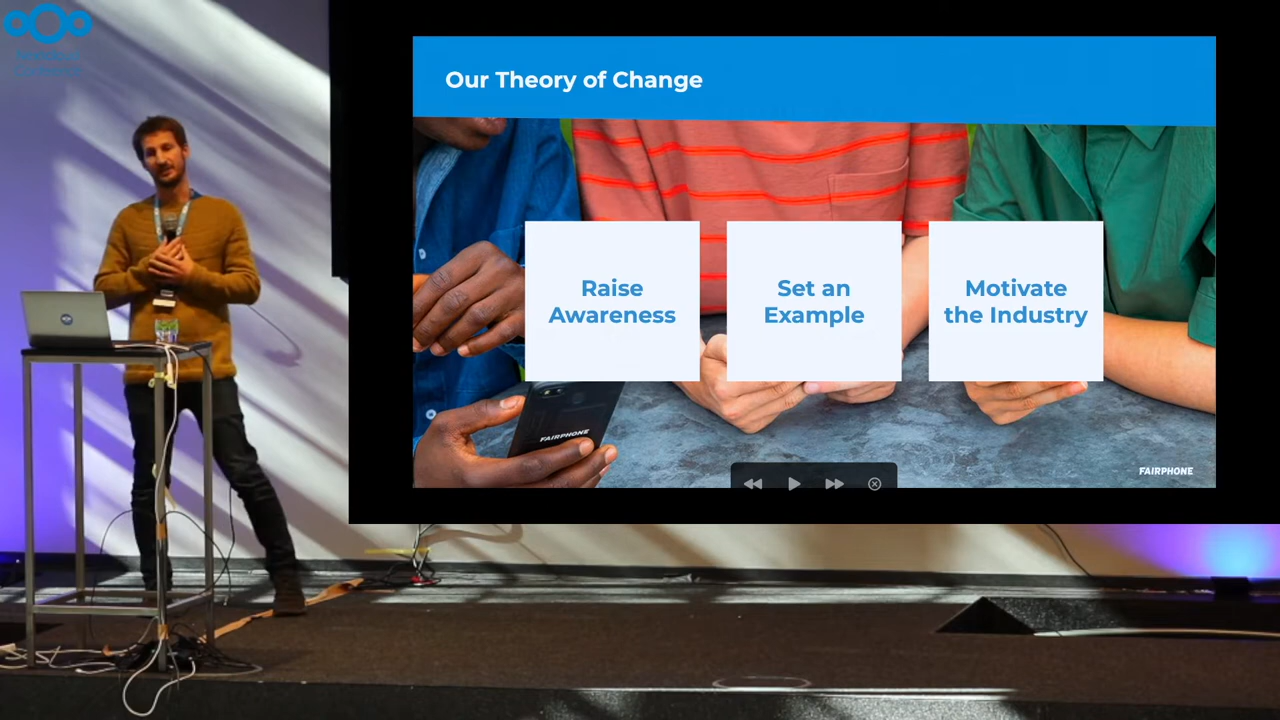 Our Theory of Change
Raise
Awareness
Set an
Example
Motivate
the Industry
FAIRPHONE
FAIRPHONE